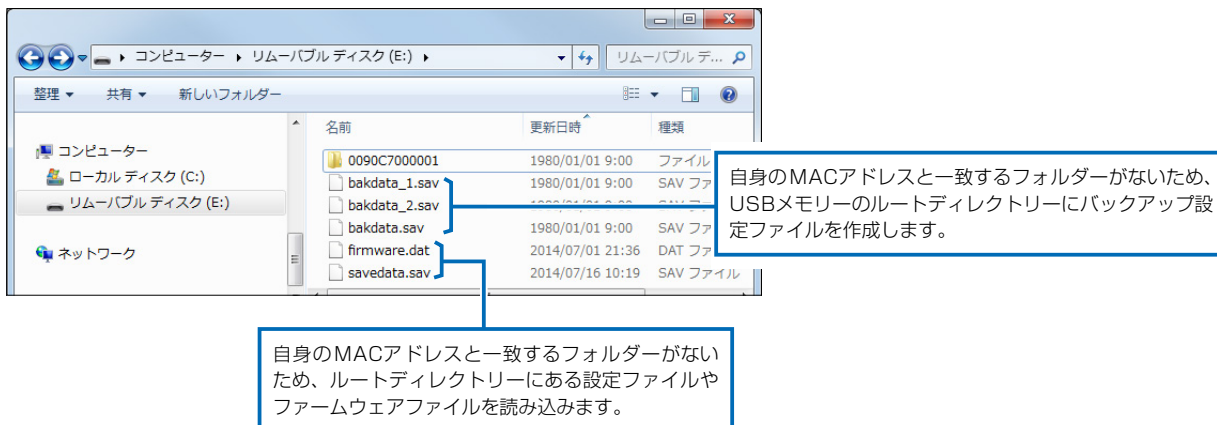 コンピューター ▸ リムーバブル ディスク (E:) ▸
リムーバブル デ...
整理 ▼ 共有 ▼ 新しいフォルダー
名前 更新日時 種類
コンピューター
ローカル ディスク (C:)
リムーバブル ディスク (E:)
ネットワーク
0090C7000001 1980/01/01 9:00 ファイル
bakdata_1.sav 1980/01/01 9:00 SAV ファ
bakdata_2.sav
bakdata.sav 1980/01/01 9:00 SAV ファ
firmware.dat 2014/07/01 21:36 DAT ファ
savedata.sav 2014/07/16 10:19 SAV ファイル
自身のMACアドレスと一致するフォルダーがないため、
USBメモリーのルートディレクトリーにバックアップ設
定ファイルを作成します。
自身のMACアドレスと一致するフォルダーがない
ため、ルートディレクトリーにある設定ファイルや
ファームウェアファイルを読み込みます。